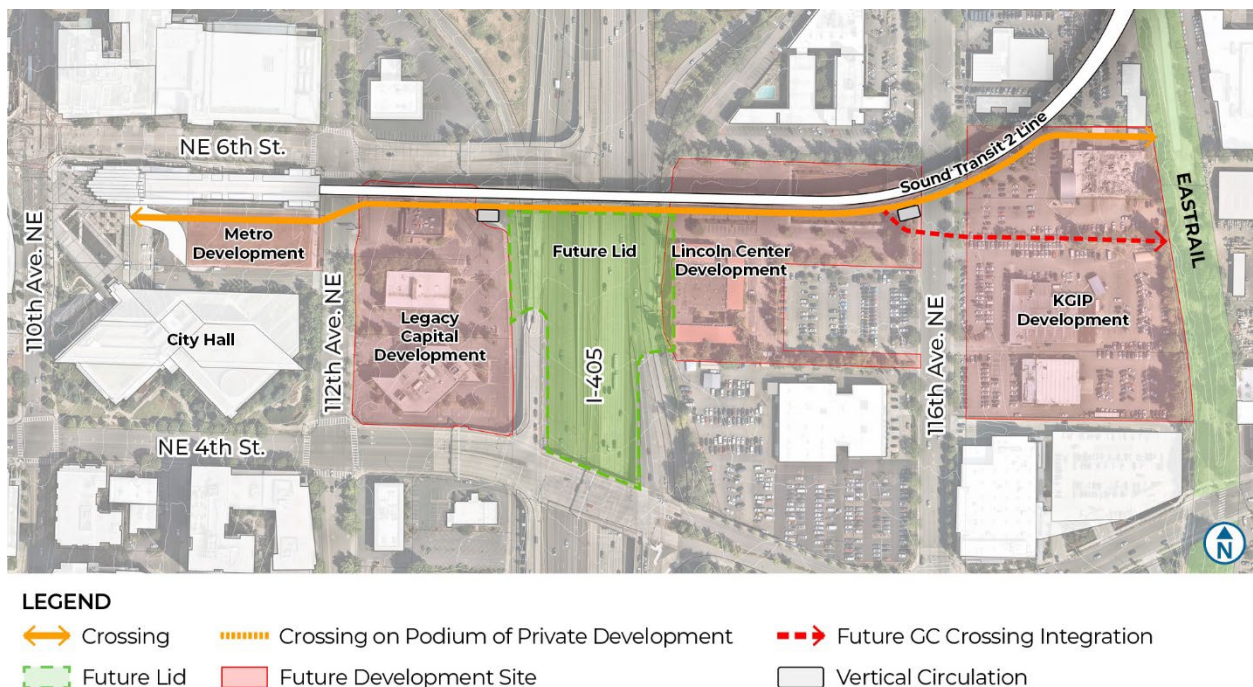 NE 6th St.
Sound Transit 2 Line
110th Ave. NE
Metro
Development
112th Ave. NE
City Hall
Legacy
Capital
Development
Future Lid
I-405
Lincoln Center
Development
116th Ave. NE
KGIP
Development
EASTRAIL
NE 4th St.
N
LEGEND
Crossing
Crossing on Podium of Private Development
Future GC Crossing Integration
Future Lid
Future Development Site
Vertical Circulation